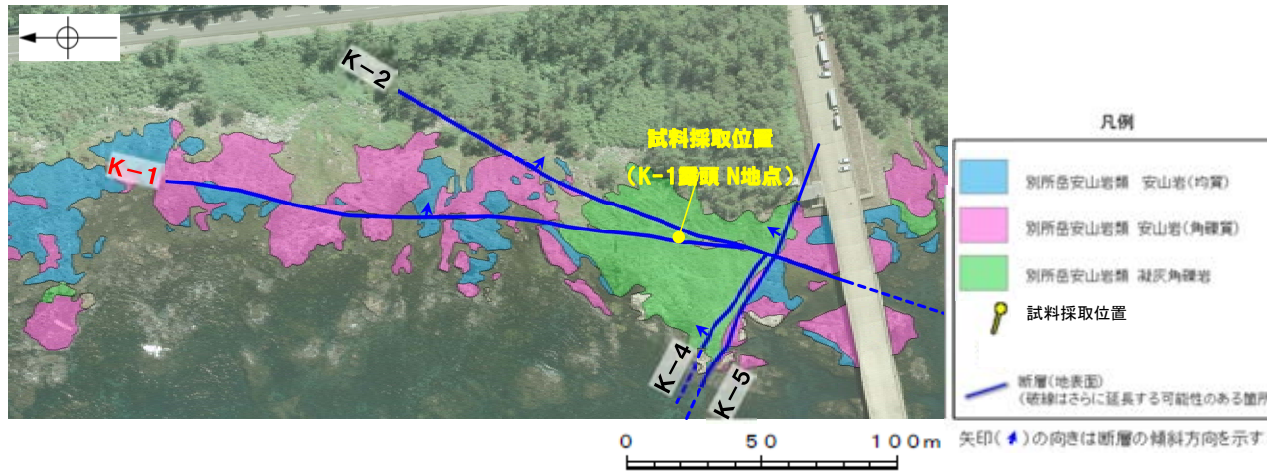 K-2
試料採取位置
(K-1露頭 N地点)
K-1
K-4
K-5
0 50 100m
凡例
別所岳安山岩類 安山岩(均質)
別所岳安山岩類 安山岩(角礫質)
別所岳安山岩類 凝灰角礫岩
試料採取位置
断層(地表面)
(破線はさらに延長する可能性のある箇所
矢印( )の向きは断層の傾斜方向を示す